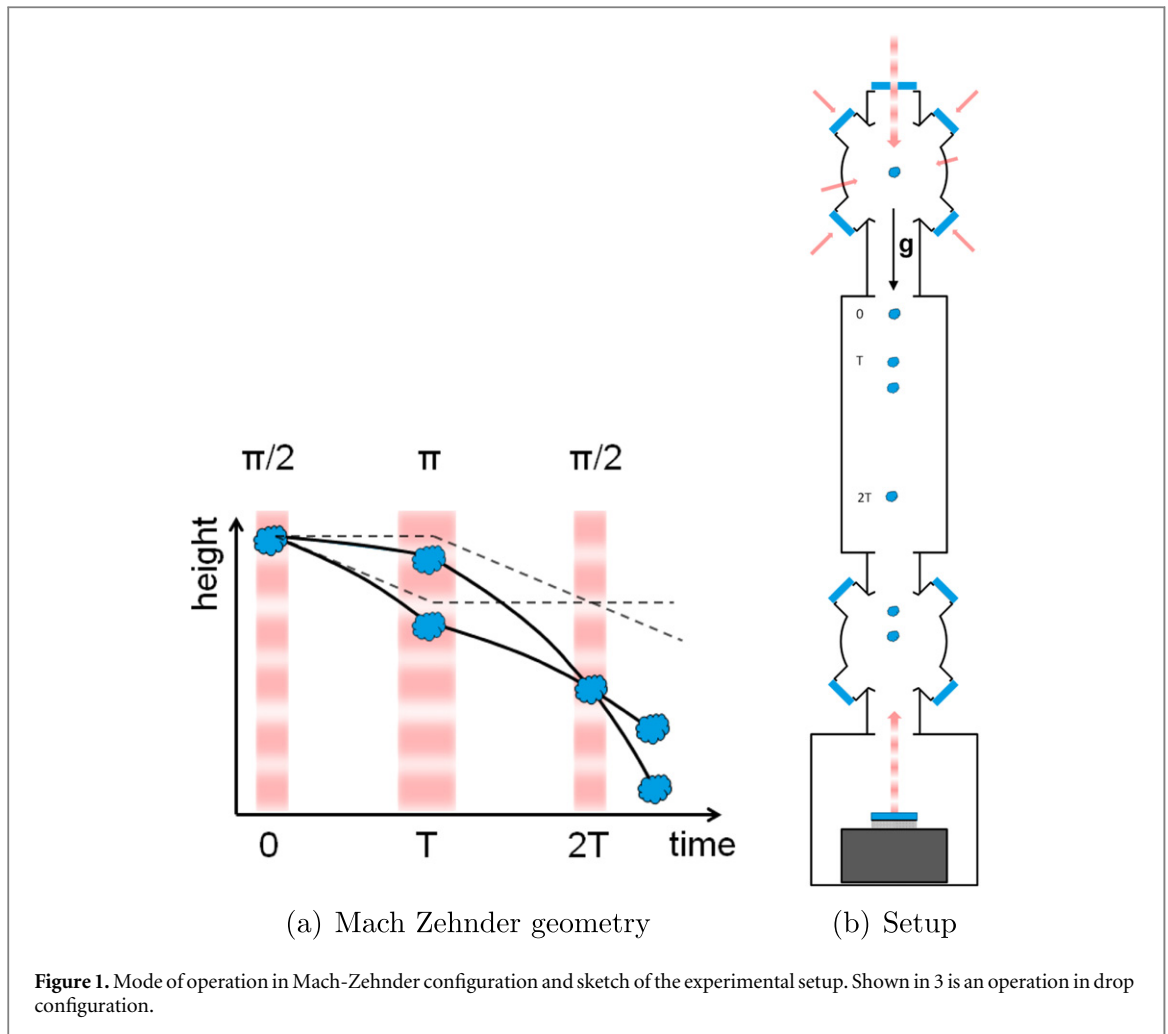 π/2 π π/2
height
0 T 2T time
(a) Mach Zehnder geometry
g
0
T
2T
(b) Setup
Figure 1. Mode of operation in Mach-Zehnder configuration and sketch of the experimental setup. Shown in 3 is an operation in drop
configuration.